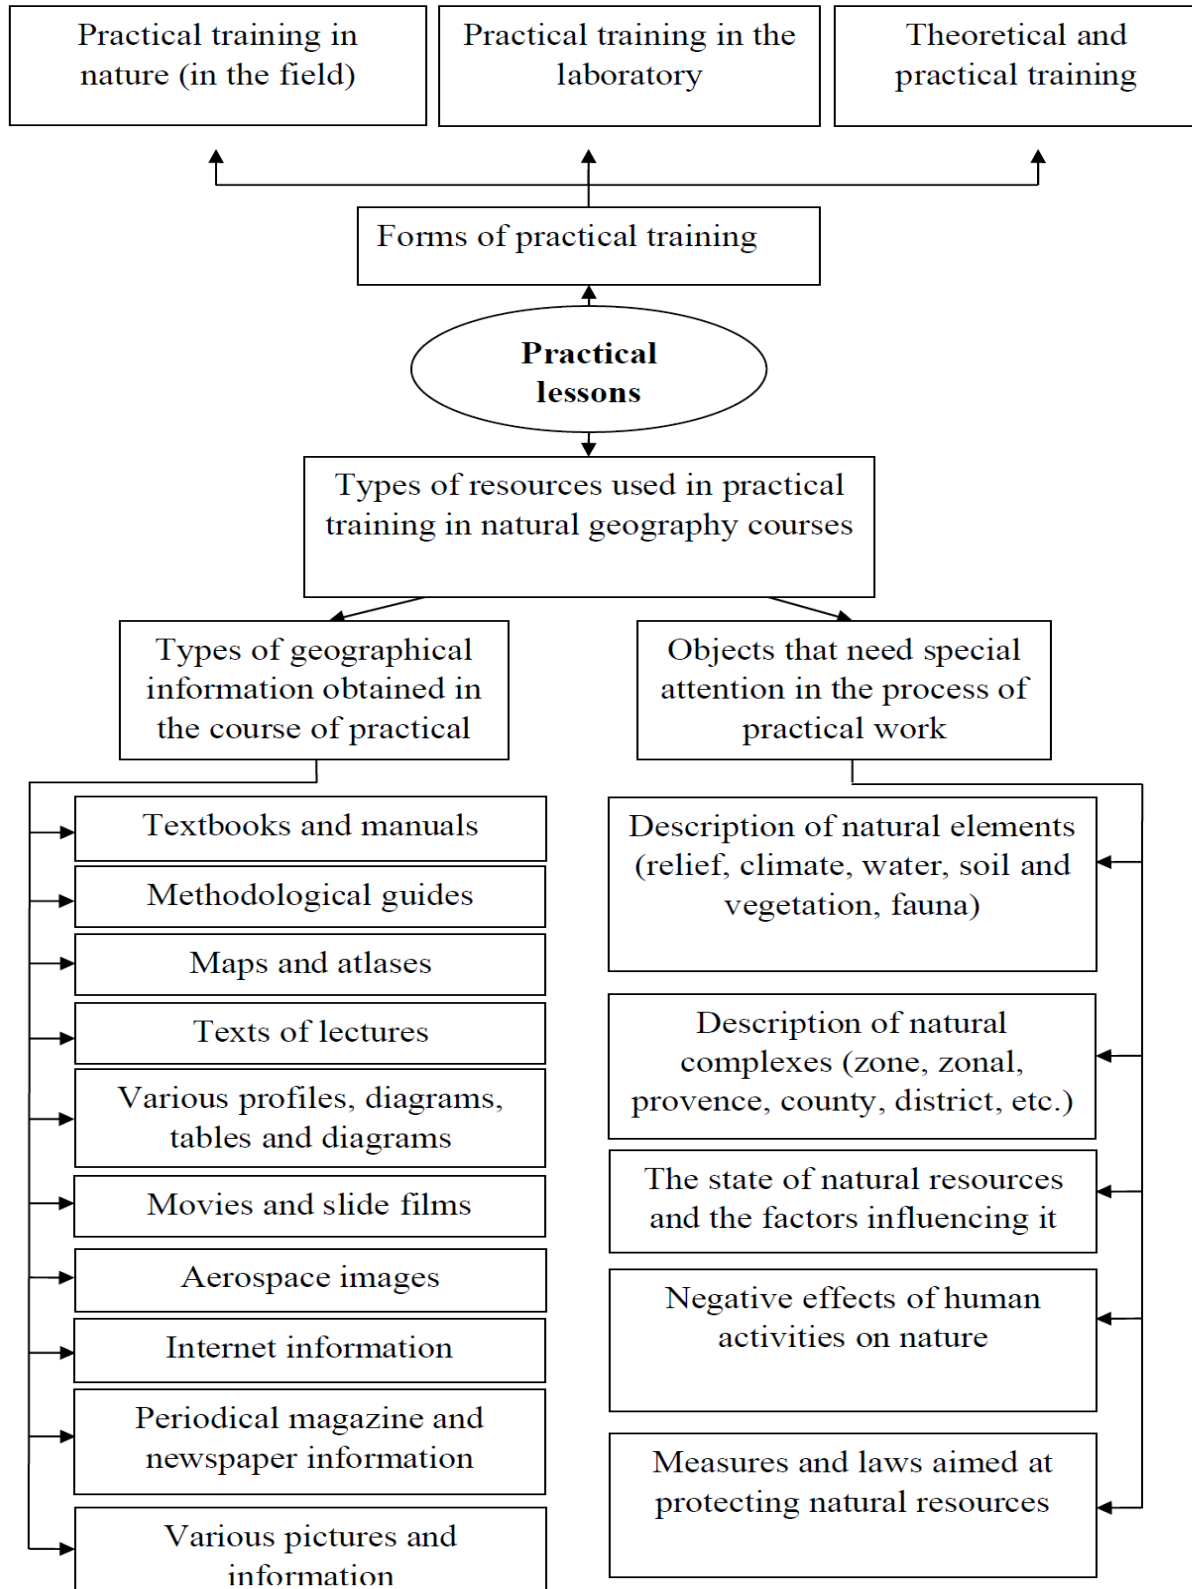 Practical training in
nature (in the field)
Practical training in the
laboratory
Theoretical and
practical training
Forms of practical training
Practical
lessons
Types of resources used in practical
training in natural geography courses
Types of geographical
information obtained in
the course of practical
Objects that need special
attention in the process of
practical work
Textbooks and manuals
Methodological guides
Maps and atlases
Texts of lectures
Various profiles, diagrams,
tables and diagrams
Movies and slide films
Aerospace images
Internet information
Periodical magazine and
newspaper information
Various pictures and
information
Description of natural elements
(relief, climate, water, soil and
vegetation, fauna)
Description of natural
complexes (zone, zonal,
provence, county, district, etc.)
The state of natural resources
and the factors influencing it
Negative effects of human
activities on nature
Measures and laws aimed at
protecting natural resources